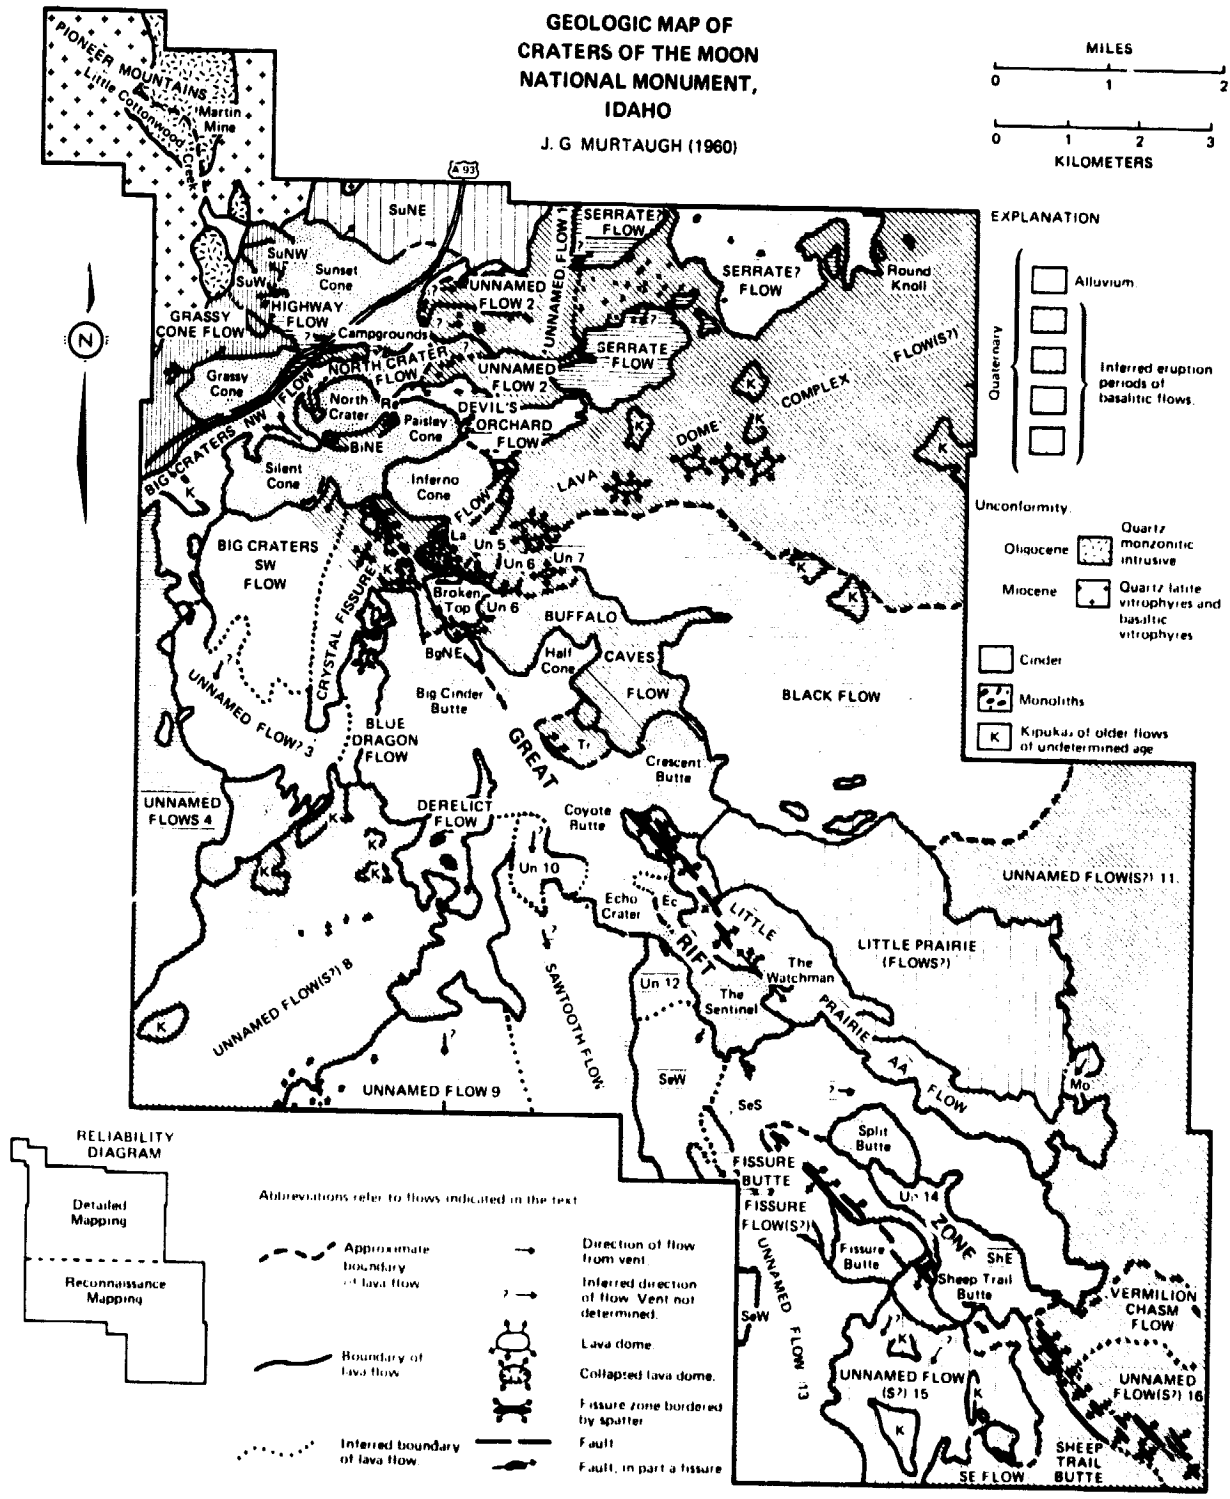 GEOLOGIC MAP OF
CRATERS OF THE MOON
NATIONAL MONUMENT,
IDAHO
J. G MURTAUGH (1960)
MILES
0 1 2
0 1 2 3
KILOMETERS
N
PIONEER MOUNTAINS
Little Cottonwood Creek
Martin
Mine
A 93
SuNE
SuNW
SuW
Sunset
Cone
HIGHWAY
FLOW
?
GRASSY
CONE FLOW
Campgrounds
UNNAMED
FLOW 2
UNNAMED FLOW 1
SERRATE?
FLOW
SERRATE?
FLOW
Round
Knoll
SERRATE
FLOW
Grassy
Cone
NORTH CRATER
FLOW
UNNAMED
FLOW 2
North
Crater
Re
Paisley
Cone
DEVIL'S
ORCHARD
FLOW
BIG CRATERS NW FLOW
BiNE
Silent
Cone
Inferno
Cone
FLOW
LAVA DOME COMPLEX FLOW(S?)
K
K
K
K
K
La
Un 5
Un 6
Un 7
BIG CRATERS
SW
FLOW
CRYSTAL FISSURE
K
Broken
Top
Un 6
BgNE
BUFFALO
CAVES
FLOW
Half
Cone
K
K
BLACK FLOW
UNNAMED FLOW? 3
BLUE
DRAGON
FLOW
Big Cinder
Butte
GREAT
Tr
Crescent
Butte
UNNAMED
FLOWS 4
DERELICT
FLOW
Coyote
Butte
K
K
K
K
Un 10
Echo
Crater
Ec
RIFT
LITTLE
The
Watchman
LITTLE PRAIRIE
(FLOWS?)
UNNAMED FLOW(S?) 11
UNNAMED FLOW(S?) 8
K
SAWTOOTH FLOW
Un 12
The
Sentinel
PRAIRIE
AA
FLOW
Mo
UNNAMED FLOW 9
SeW
SeS
Split
Butte
FISSURE
BUTTE
FISSURE
FLOW(S?)
Un 14
ZONE
Fissure
Butte
ShE
Sheep Trail
Butte
VERMILION
CHASM
FLOW
SeW
UNNAMED FLOW 13
K
UNNAMED FLOW
(S?) 15
K
K
UNNAMED
FLOW(S?) 16
SHEEP
TRAIL
BUTTE
SE FLOW
EXPLANATION
Quaternary
Alluvium.
Inferred eruption
periods of
basalitic flows.
Unconformity.
Oligocene
Quartz
monzonitic
intrusive
Miocene
Quartz latite
vitrophyres and
basaltic
vitrophyres
Cinder
Monoliths
K
Kipukas of older flows
of undetermined age
RELIABILITY
DIAGRAM
Detailed
Mapping
Reconnaissance
Mapping
Abbreviations refer to flows indicated in the text
Approximate
boundary
of lava flow.
Boundary of
lava flow
Inferred boundary
of lava flow.
Direction of flow
from vent.
?
Inferred direction
of flow. Vent not
determined.
Lava dome.
Collapsed lava dome.
Fissure zone bordered
by spatter
Fault
Fault, in part a fissure